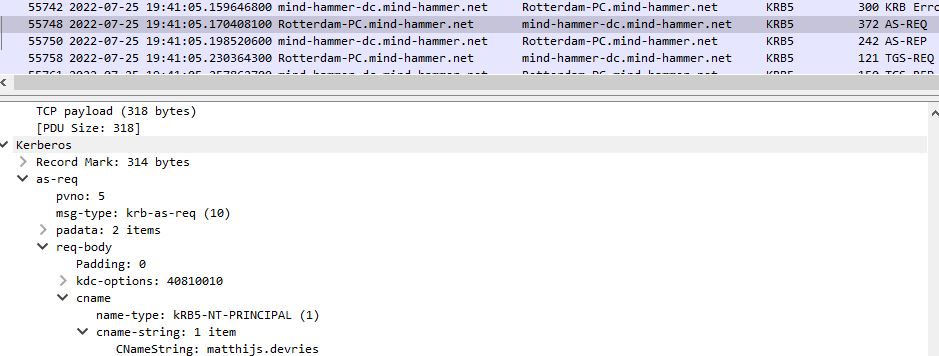 55742 2022-07-25 19:41:05.159646800 mind-hammer-dc.mind-hammer.net Rotterdam-PC.mind-hammer.net KRB5 300 KRB Erro
55748 2022-07-25 19:41:05.170408100 Rotterdam-PC.mind-hammer.net mind-hammer-dc.mind-hammer.net KRB5 372 AS-REQ
55750 2022-07-25 19:41:05.198520600 mind-hammer-dc.mind-hammer.net Rotterdam-PC.mind-hammer.net KRB5 242 AS-REP
55758 2022-07-25 19:41:05.230364300 Rotterdam-PC.mind-hammer.net mind-hammer-dc.mind-hammer.net KRB5 121 TGS-REQ
TCP payload (318 bytes)
[PDU Size: 318]
Kerberos
Record Mark: 314 bytes
as-req
pvno: 5
msg-type: krb-as-req (10)
padata: 2 items
req-body
Padding: 0
kdc-options: 40810010
cname
name-type: kRB5-NT-PRINCIPAL (1)
cname-string: 1 item
CNameString: matthijs.devries